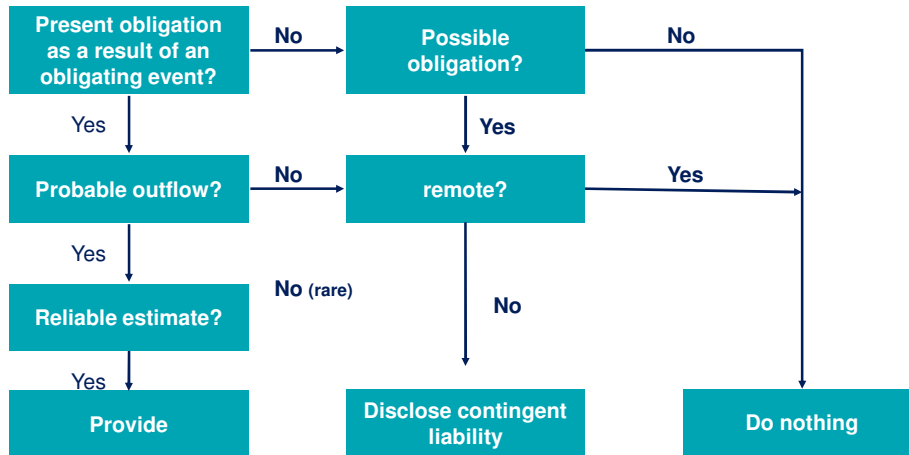 Present obligation
as a result of an
obligating event?
No
Possible
obligation?
No
Yes
Yes
Probable outflow?
No
remote?
Yes
Yes
No (rare)
No
Reliable estimate?
Yes
Provide
Disclose contingent
liability
Do nothing